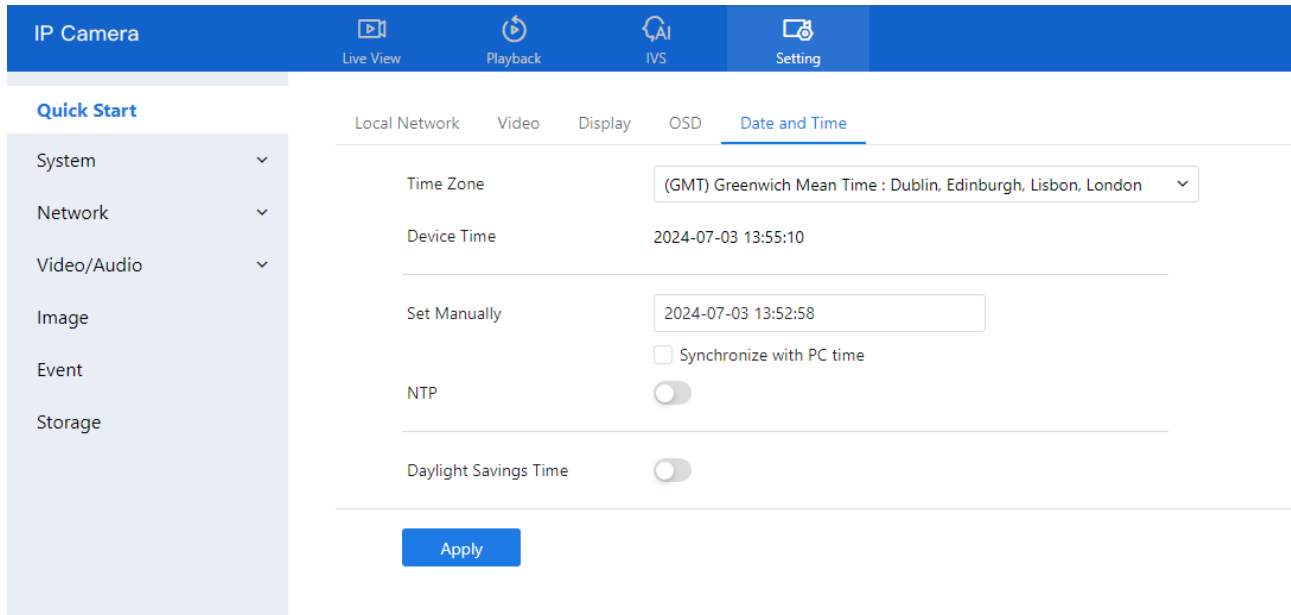 IP Camera
Live View
Playback
AI
IVS
Setting
Quick Start
System
Network
Video/Audio
Image
Event
Storage
Local Network Video Display OSD Date and Time
Time Zone (GMT) Greenwich Mean Time : Dublin, Edinburgh, Lisbon, London
Device Time 2024-07-03 13:55:10
Set Manually 2024-07-03 13:52:58
Synchronize with PC time
NTP
Daylight Savings Time
Apply